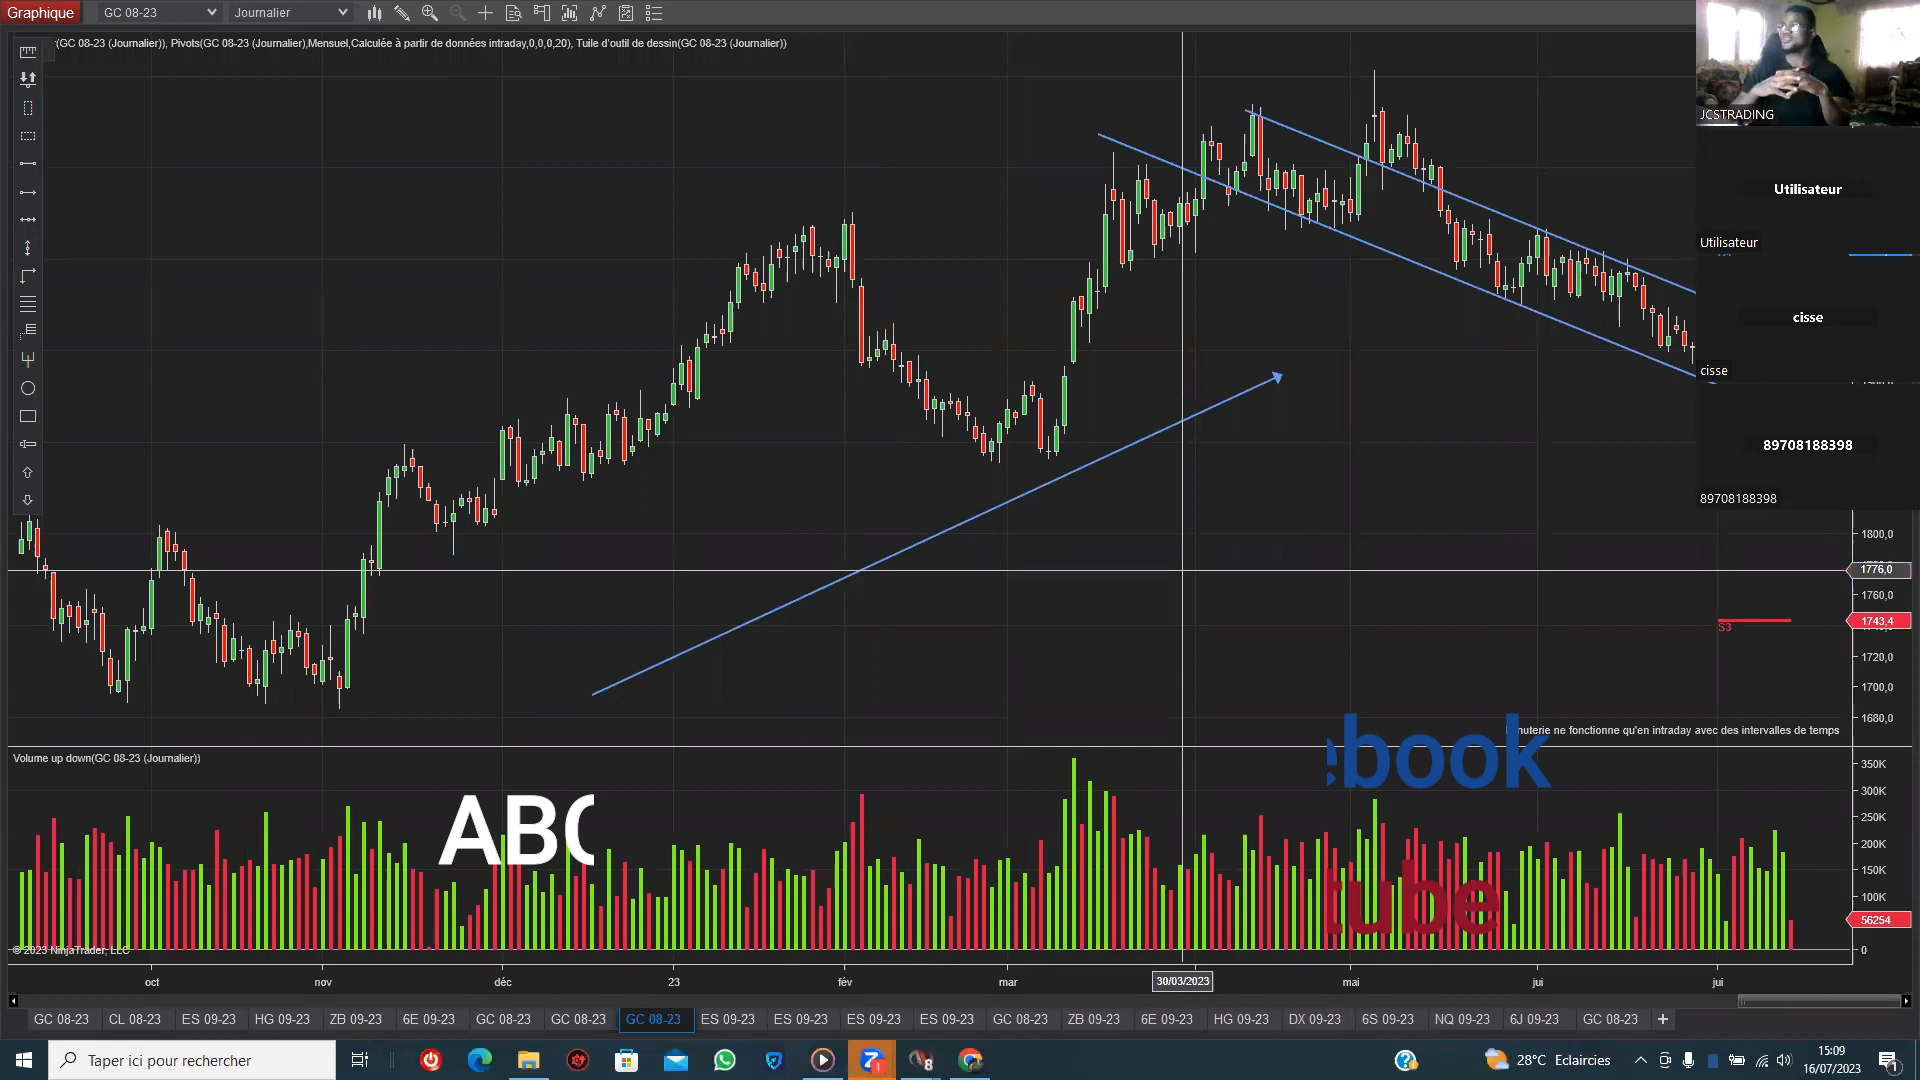 Graphique GC 08-23 Journalier
(GC 08-23 (Journalier)), Pivots(GC 08-23 (Journalier),Mensuel,Calculée à partir de données intraday,0,0,0,20), Tuile d'outil de dessin(GC 08-23 (Journalier))
JCSTRADING
Utilisateur
Utilisateur
cisse
cisse
89708188398
89708188398
1800,0
1776,0
1760,0
1743,4
S3
1720,0
1700,0
1680,0
ebook
nuterie ne fonctionne qu'en intraday avec des intervalles de temps
Volume up down(GC 08-23 (Journalier))
350K
300K
250K
200K
150K
100K
56254
0
ABC
tube
© 2023 NinjaTrader, LLC
oct nov déc 23 fév mar 30/03/2023 mai jui jui
GC 08-23 CL 08-23 ES 09-23 HG 09-23 ZB 09-23 6E 09-23 GC 08-23 GC 08-23 GC 08-23 ES 09-23 ES 09-23 ES 09-23 ES 09-23 GC 08-23 ZB 09-23 6E 09-23 HG 09-23 DX 09-23 6S 09-23 NQ 09-23 6J 09-23 GC 08-23
Taper ici pour rechercher
28°C Eclaircies
15:09
16/07/2023